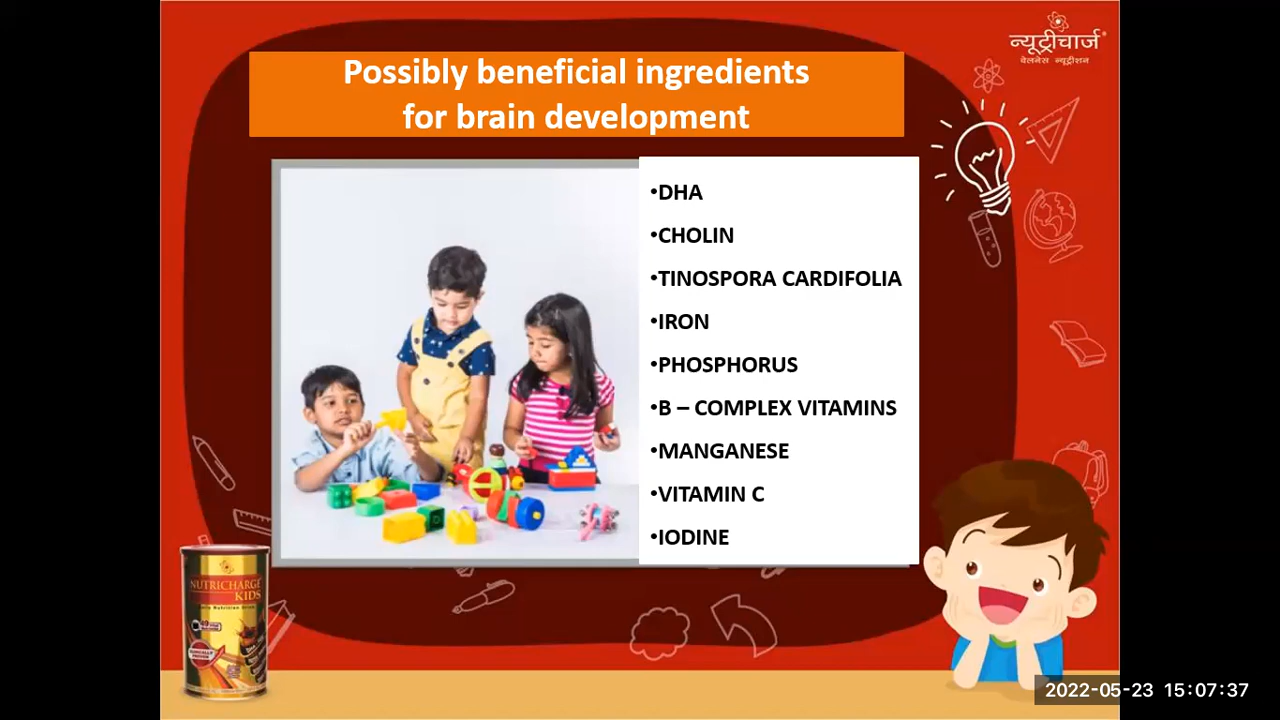 न्यूट्रीचार्ज®
वेलनेस न्यूट्रीशन
Possibly beneficial ingredients
for brain development
•DHA
•CHOLIN
•TINOSPORA CARDIFOLIA
•IRON
•PHOSPHORUS
•B – COMPLEX VITAMINS
•MANGANESE
•VITAMIN C
•IODINE
NUTRICHARGE
KIDS
2022-05-23 15:07:37